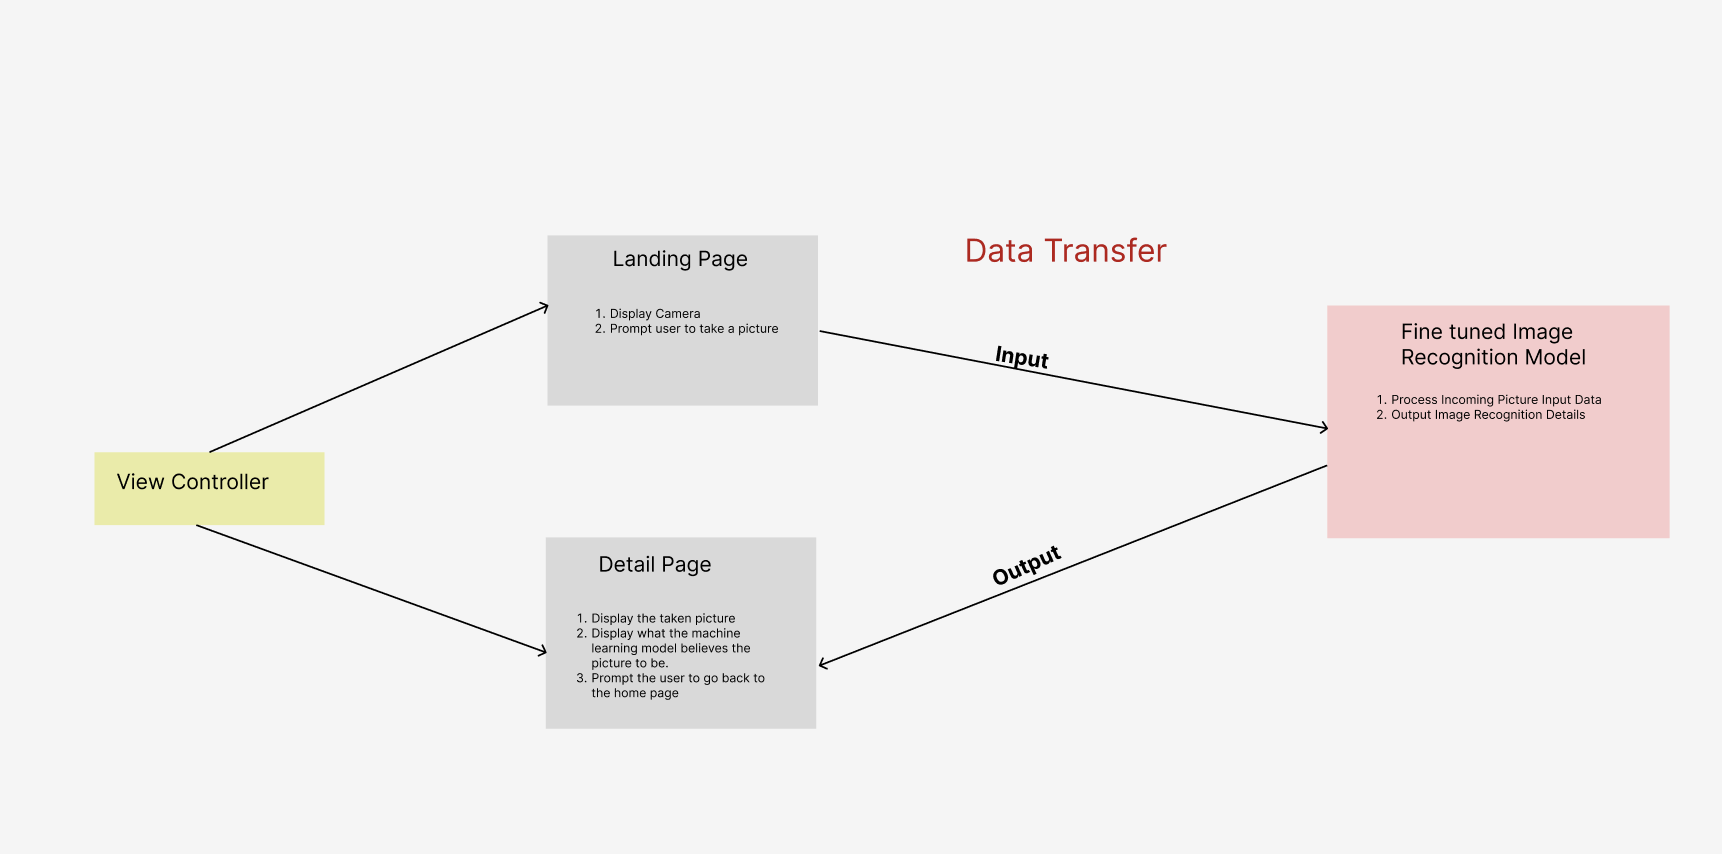 Landing Page
1. Display Camera
2. Prompt user to take a picture
Data Transfer
Input
Fine tuned Image
Recognition Model
1. Process Incoming Picture Input Data
2. Output Image Recognition Details
View Controller
Detail Page
1. Display the taken picture
2. Display what the machine
learning model believes the
picture to be.
3. Prompt the user to go back to
the home page
Output